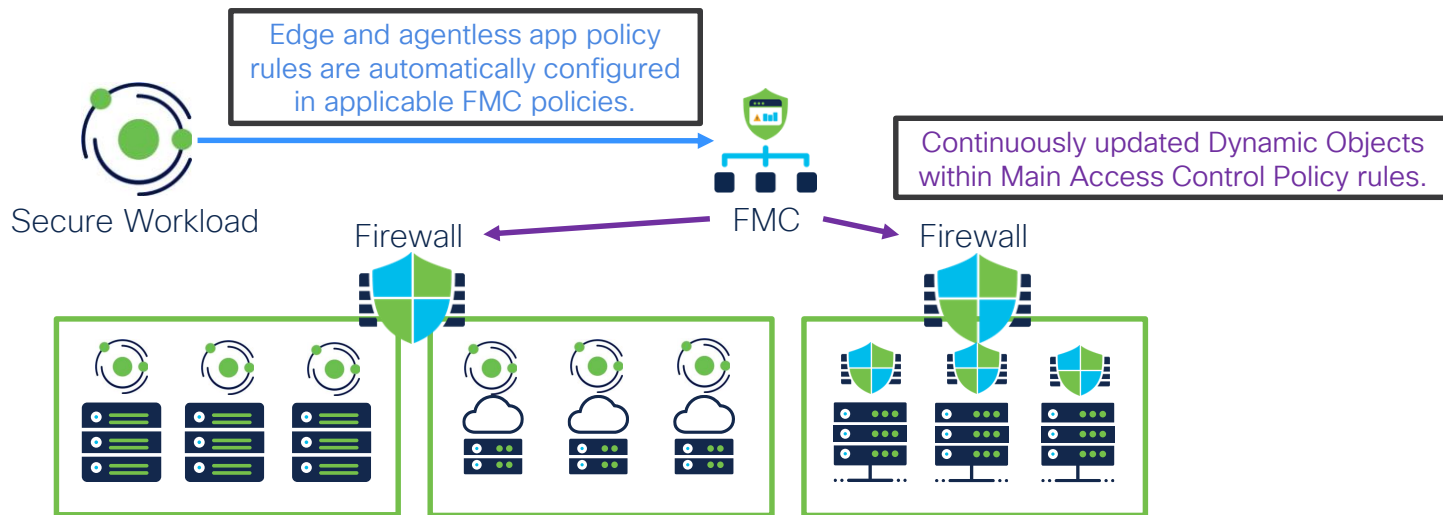 Edge and agentless app policy
rules are automatically configured
in applicable FMC policies.
Continuously updated Dynamic Objects
within Main Access Control Policy rules.
Secure Workload
FMC
Firewall
Firewall